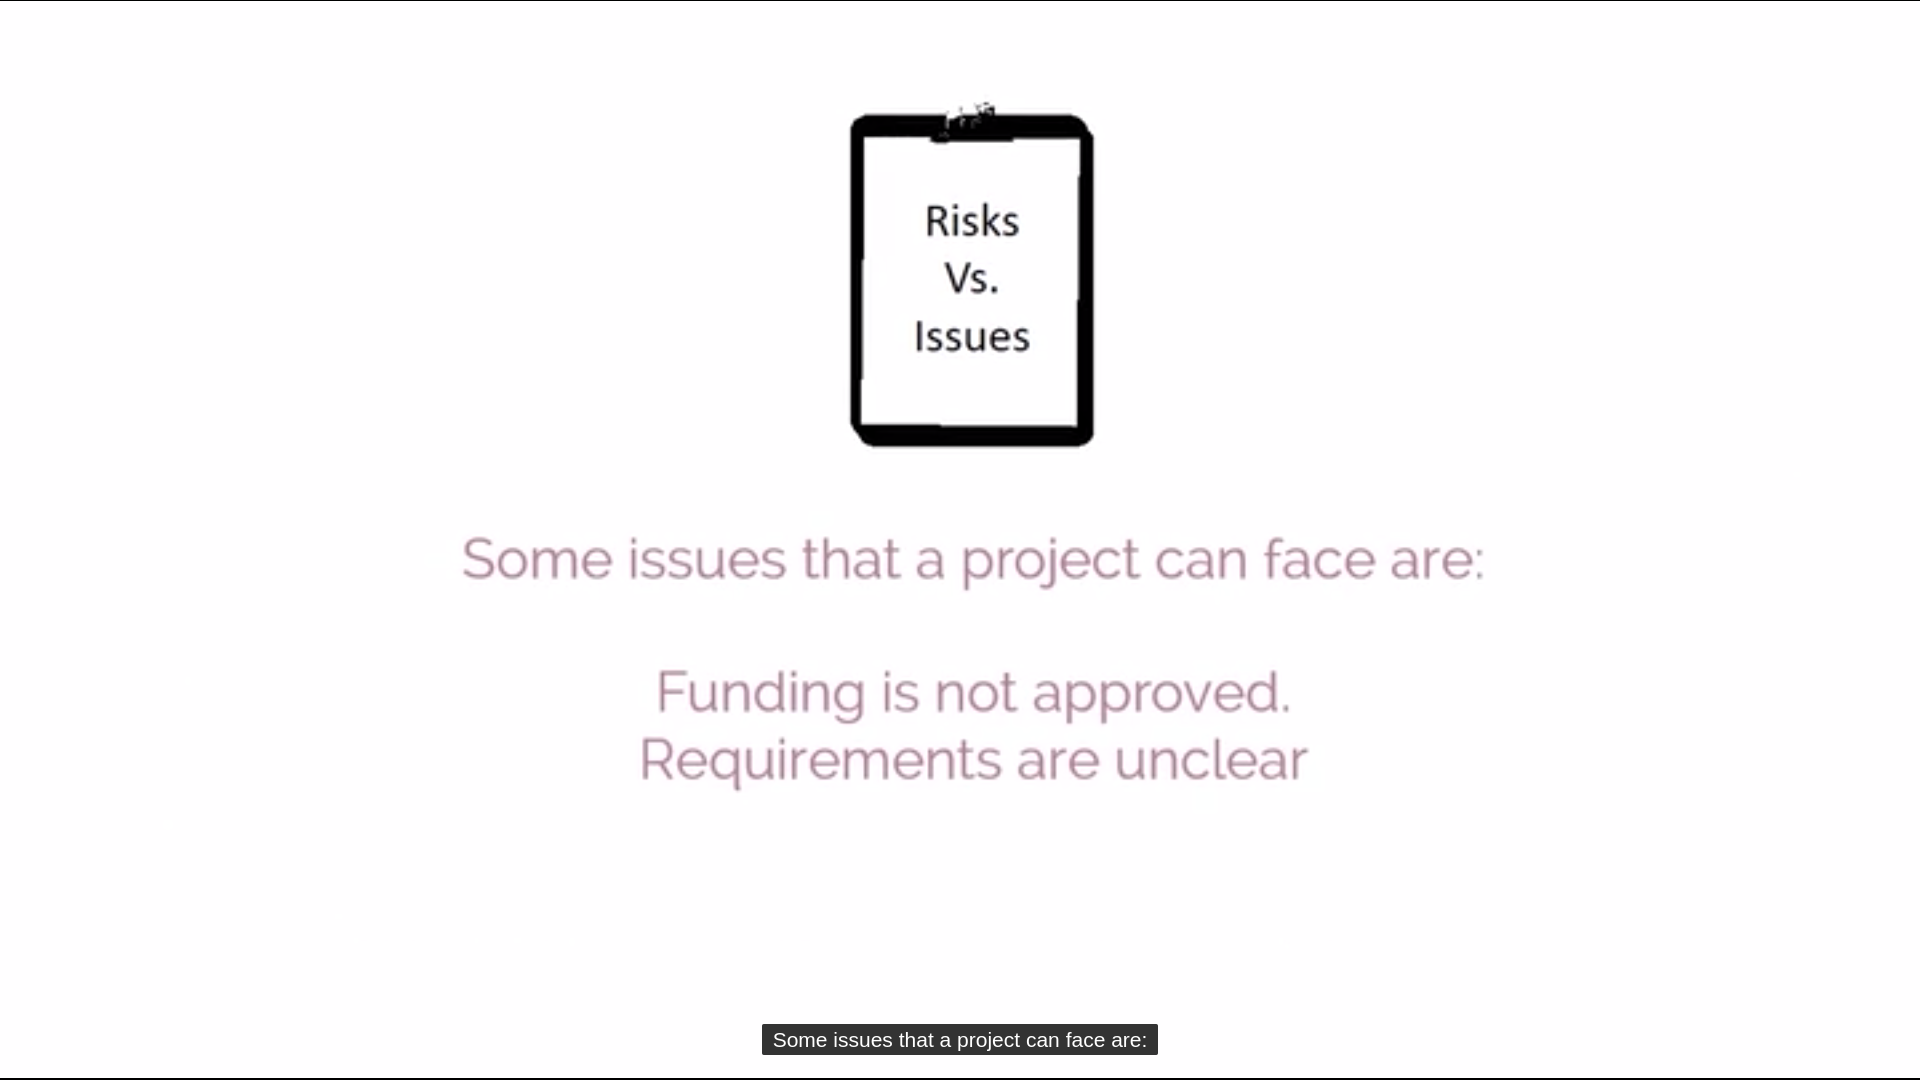 Risks
Vs.
Issues
Some issues that a project can face are:
Funding is not approved.
Requirements are unclear
Some issues that a project can face are: